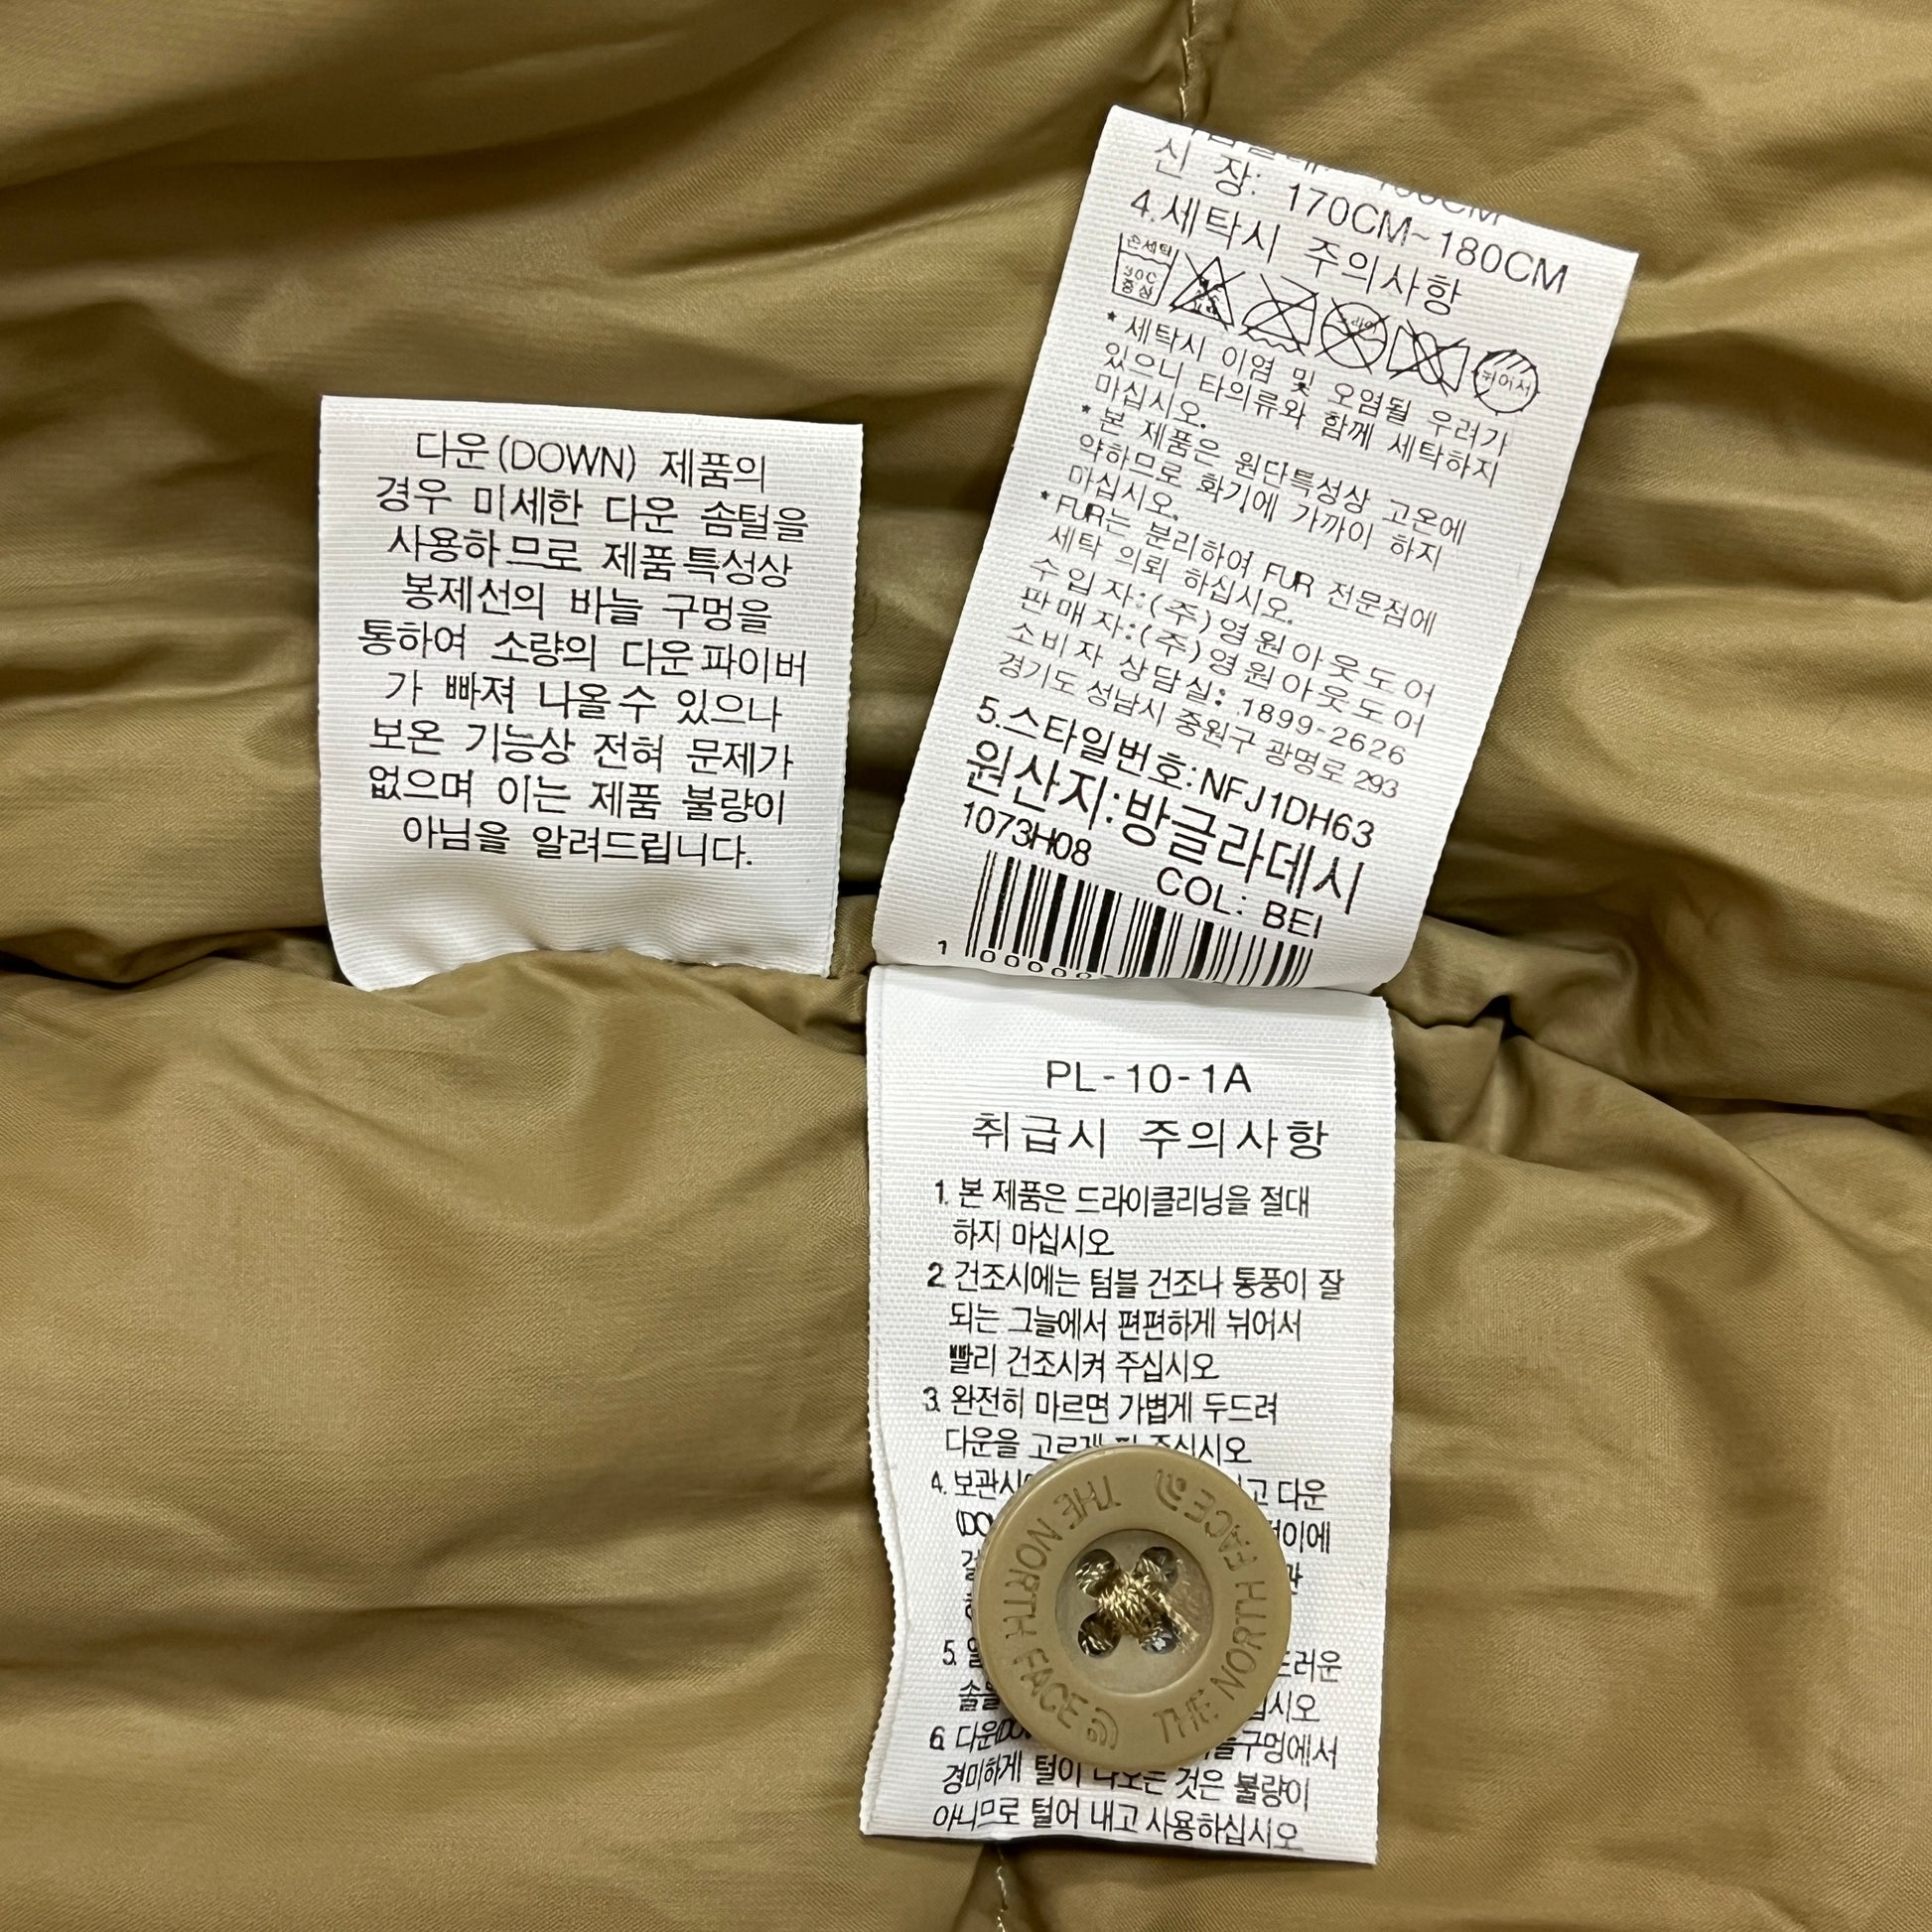 다운(DOWN) 제품의
경우 미세한 다운 솜털을
사용하므로 제품특성상
봉제선의 바늘 구멍을
통하여 소량의 다운파이버
가 빠져 나올수 있으나
보온 기능상 전혀 문제가
없으며 이는 제품 불량이
아님을 알려드립니다.
신 장: 170CM~180CM
4.세탁시 주의사항
손세탁
30C
중성
드라이
뉘어서
*세탁시 이염 및 오염될 우려가
있으니 타의류와 함께 세탁하지
마십시오.
*본 제품은 원단특성상 고온에
약하므로 화기에 가까이 하지
마십시오.
*FUR는 분리하여 FUR 전문점에
세탁 의뢰 하십시오.
수입자:(주)영원아웃도어
판매자:(주)영원아웃도어
소비자 상담실: 1899-2626
경기도 성남시 중원구 광명로 293
5.스타일번호:NFJ1DH63
원산지:방글라데시
1073H08
COL: BEI
1
PL-10-1A
취급시 주의사항
1. 본 제품은 드라이클리닝을 절대
하지 마십시오
2. 건조시에는 텀블 건조나 통풍이 잘
되는 그늘에서 편편하게 뉘어서
빨리 건조시켜 주십시오
3. 완전히 마르면 가볍게 두드려
다운을 고르게
4. 다운
5.
6.
경미하게 털이 나오는 것은 불량이
아니므로 털어 내고 사용하십시오
THE NORTH FACE
THE NORTH FACE